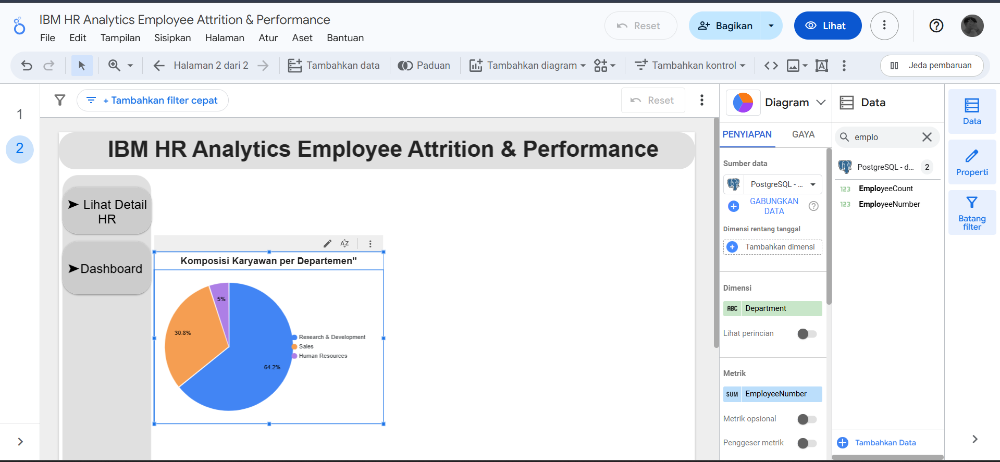 IBM HR Analytics Employee Attrition & Performance
File Edit Tampilan Sisipkan Halaman Atur Aset Bantuan
Reset
Bagikan
Lihat
Halaman 2 dari 2
Tambahkan data
Paduan
Tambahkan diagram
Tambahkan kontrol
Jeda pembaruan
1
2
+ Tambahkan filter cepat
Reset
IBM HR Analytics Employee Attrition & Performance
➤ Lihat Detail
HR
➤Dashboard
AZ
Komposisi Karyawan per Departemen"
5%
30.8%
64.2%
Research & Development
Sales
Human Resources
Diagram
PENYIAPAN GAYA
Sumber data
PostgreSQL - ...
GABUNGKAN
DATA
Dimensi rentang tanggal
Tambahkan dimensi
Dimensi
ABC Department
Lihat perincian
Metrik
SUM EmployeeNumber
Metrik opsional
Penggeser metrik
Data
emplo
PostgreSQL - d... 2
123 EmployeeCount
123 EmployeeNumber
Tambahkan Data
Data
Properti
Batang
filter